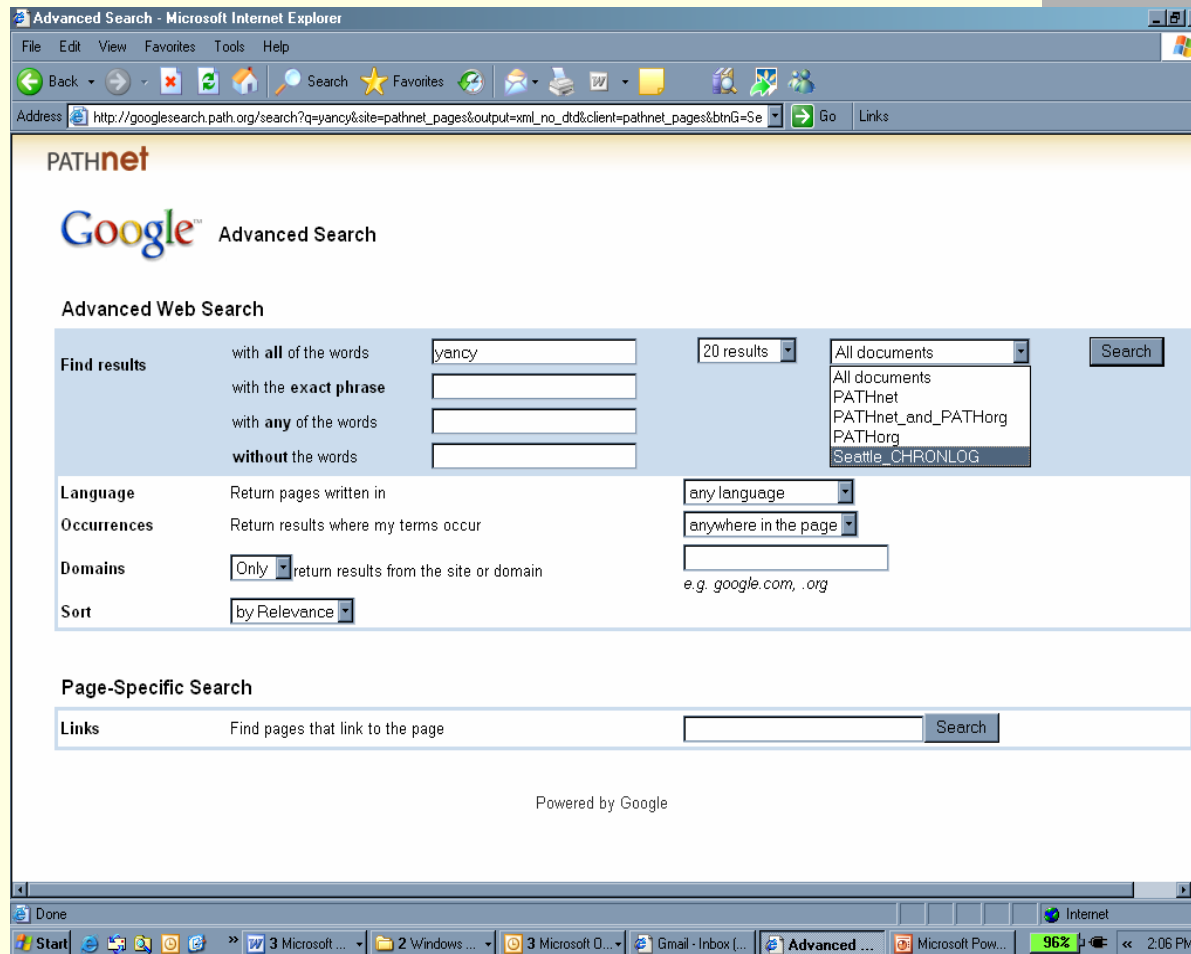 Advanced Search - Microsoft Internet Explorer
File Edit View Favorites Tools Help
Back Search Favorites
Address http://googlesearch.path.org/search?q=yancy&site=pathnet_pages&output=xml_no_dtd&client=pathnet_pages&btnG=Se Go Links
PATHnet
Google™ Advanced Search
Advanced Web Search
Find results with all of the words yancy 20 results All documents Search
All documents
with the exact phrase PATHnet
PATHnet_and_PATHorg
with any of the words PATHorg
without the words Seattle_CHRONLOG
Language Return pages written in any language
Occurrences Return results where my terms occur anywhere in the page
Domains Only return results from the site or domain
e.g. google.com, .org
Sort by Relevance
Page-Specific Search
Links Find pages that link to the page Search
Powered by Google
Done Internet
Start » 3 Microsoft ... 2 Windows ... 3 Microsoft O... Gmail - Inbox (... Advanced ... Microsoft Pow... 96% « 2:06 PM